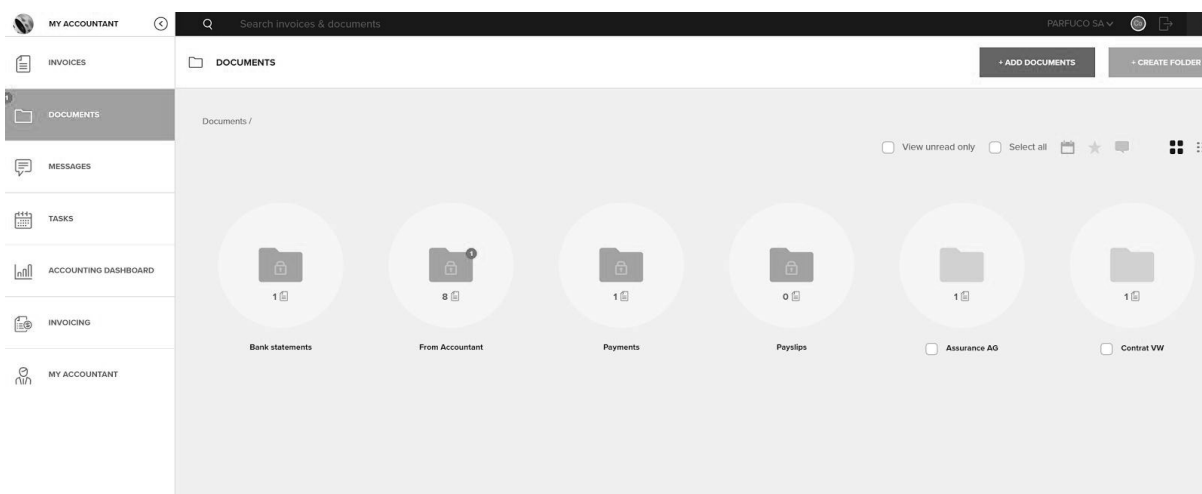 MY ACCOUNTANT
Search invoices & documents
PARFUCO SA
INVOICES
DOCUMENTS
+ ADD DOCUMENTS
+ CREATE FOLDER
1
DOCUMENTS
Documents /
View unread only
Select all
MESSAGES
TASKS
ACCOUNTING DASHBOARD
INVOICING
MY ACCOUNTANT
1
1
8
1
0
1
1
Bank statements
From Accountant
Payments
Payslips
Assurance AG
Contrat VW